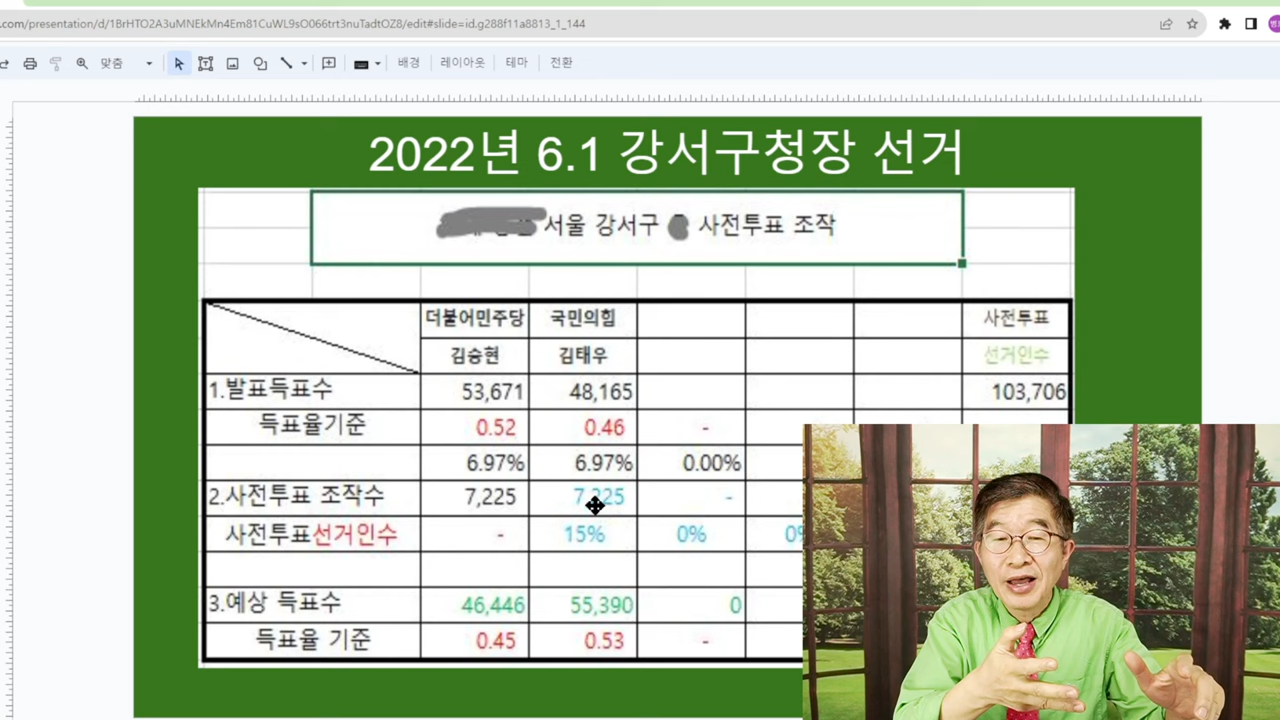 .com/presentation/d/1BrHTO2A3uMNEkMn4Em81CuWL9sO066trt3nuTadtOZ8/edit#slide=id.g288f11a8813_1_144
맞춤 배경 레이아웃 테마 전환
2022년 6.1 강서구청장 선거
서울 강서구 사전투표 조작
더불어민주당 국민의힘 사전투표
김승현 김태우 선거인수
1.발표득표수 53,671 48,165 103,706
득표율기준 0.52 0.46 -
6.97% 6.97% 0.00%
2.사전투표 조작수 7,225 7,225 -
사전투표선거인수 - 15% 0% 0%
3.예상 득표수 46,446 55,390 0
득표율 기준 0.45 0.53 -